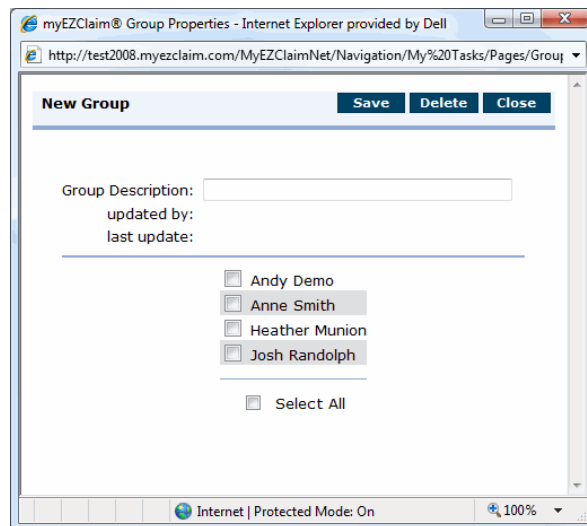 myEZClaim® Group Properties - Internet Explorer provided by Dell
http://test2008.myezclaim.com/MyEZClaimNet/Navigation/My%20Tasks/Pages/Group
New Group Save Delete Close
Group Description:
updated by:
last update:
Andy Demo
Anne Smith
Heather Munion
Josh Randolph
Select All
Internet | Protected Mode: On 100%